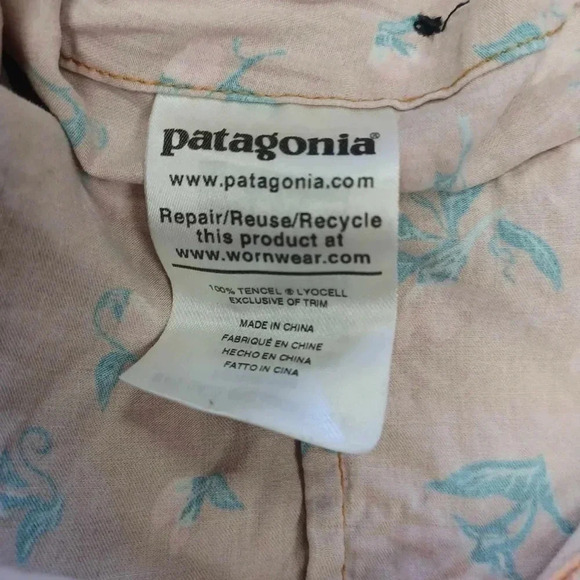 patagonia®
www.patagonia.com
Repair/Reuse/Recycle
this product at
www.wornwear.com
100% TENCEL ® LYOCELL
EXCLUSIVE OF TRIM
MADE IN CHINA
FABRIQUÉ EN CHINE
HECHO EN CHINA
FATTO IN CINA